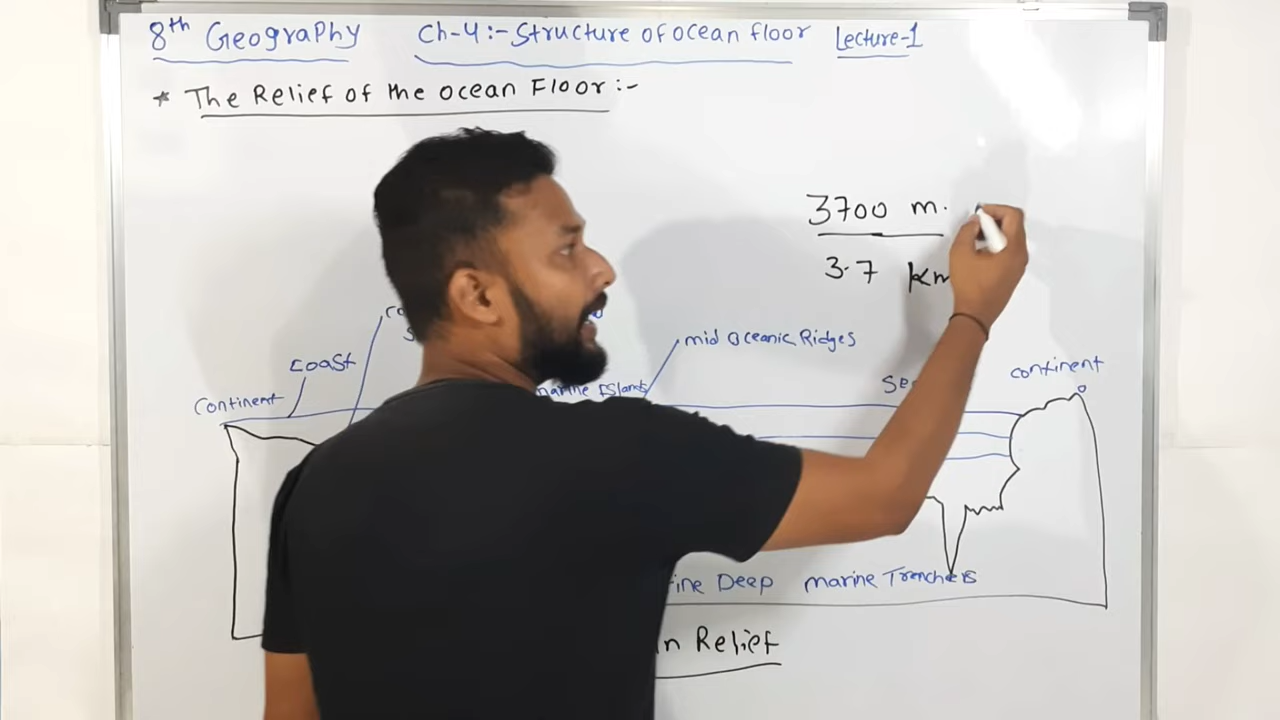 8th Geography Ch-4:- Structure of ocean floor Lecture-1
* The Relief of the ocean Floor:-
3700 m.
3.7 km
mid Oceanic Ridges
coast
continent
continent
marine Islands
Deep marine Trenchers
Relief